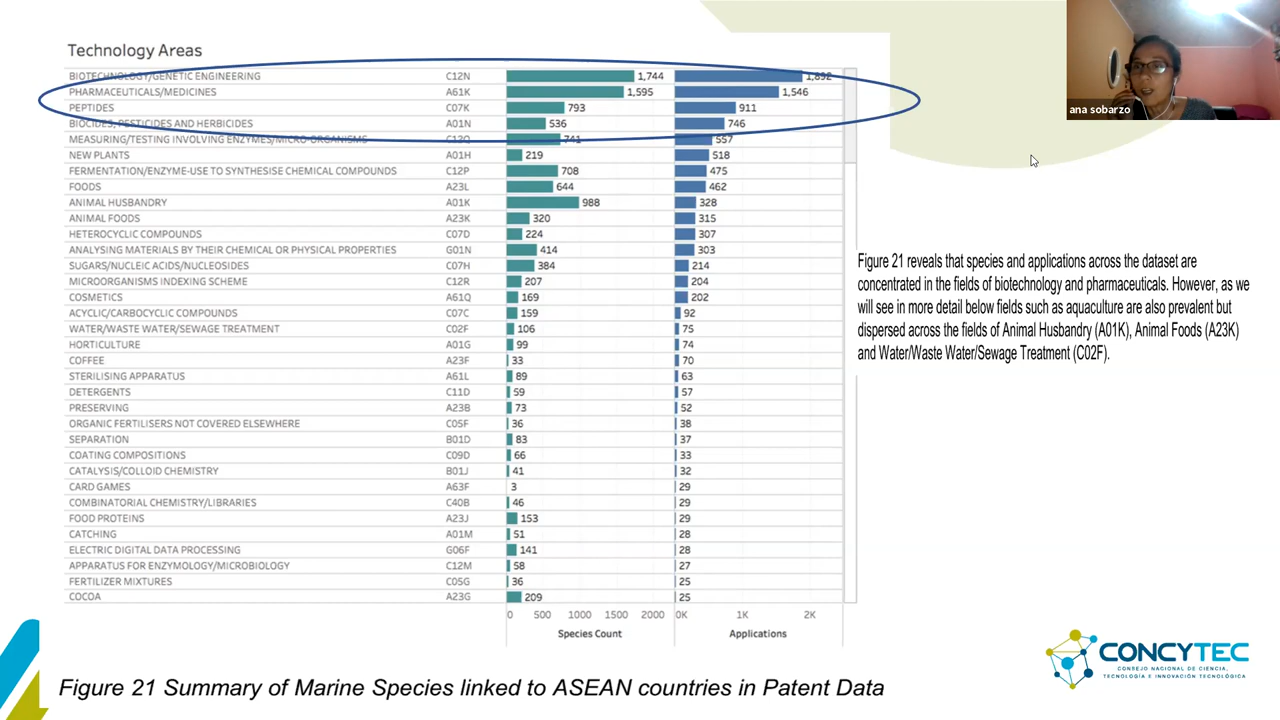 Technology Areas
BIOTECHNOLOGY/GENETIC ENGINEERING C12N 1,744 1,892
PHARMACEUTICALS/MEDICINES A61K 1,595 1,546
PEPTIDES C07K 793 911
BIOCIDES, PESTICIDES AND HERBICIDES A01N 536 746
MEASURING/TESTING INVOLVING ENZYMES/MICRO-ORGANISMS C12Q 741 557
NEW PLANTS A01H 219 518
FERMENTATION/ENZYME-USE TO SYNTHESISE CHEMICAL COMPOUNDS C12P 708 475
FOODS A23L 644 462
ANIMAL HUSBANDRY A01K 988 328
ANIMAL FOODS A23K 320 315
HETEROCYCLIC COMPOUNDS C07D 224 307
ANALYSING MATERIALS BY THEIR CHEMICAL OR PHYSICAL PROPERTIES G01N 414 303
SUGARS/NUCLEIC ACIDS/NUCLEOSIDES C07H 384 214
MICROORGANISMS INDEXING SCHEME C12R 207 204
COSMETICS A61Q 169 202
ACYCLIC/CARBOCYCLIC COMPOUNDS C07C 159 92
WATER/WASTE WATER/SEWAGE TREATMENT C02F 106 75
HORTICULTURE A01G 99 74
COFFEE A23F 33 70
STERILISING APPARATUS A61L 89 63
DETERGENTS C11D 59 57
PRESERVING A23B 73 52
ORGANIC FERTILISERS NOT COVERED ELSEWHERE C05F 36 38
SEPARATION B01D 83 37
COATING COMPOSITIONS C09D 66 33
CATALYSIS/COLLOID CHEMISTRY B01J 41 32
CARD GAMES A63F 3 29
COMBINATORIAL CHEMISTRY/LIBRARIES C40B 46 29
FOOD PROTEINS A23J 153 29
CATCHING A01M 51 28
ELECTRIC DIGITAL DATA PROCESSING G06F 141 28
APPARATUS FOR ENZYMOLOGY/MICROBIOLOGY C12M 58 27
FERTILIZER MIXTURES C05G 36 25
COCOA A23G 209 25
0 500 1000 1500 2000 0K 1K 2K
Species Count Applications
ana sobarzo
Figure 21 reveals that species and applications across the dataset are
concentrated in the fields of biotechnology and pharmaceuticals. However, as we
will see in more detail below fields such as aquaculture are also prevalent but
dispersed across the fields of Animal Husbandry (A01K), Animal Foods (A23K)
and Water/Waste Water/Sewage Treatment (C02F).
CONCYTEC
CONSEJO NACIONAL DE CIENCIA,
TECNOLOGÍA E INNOVACIÓN TECNOLÓGICA
Figure 21 Summary of Marine Species linked to ASEAN countries in Patent Data